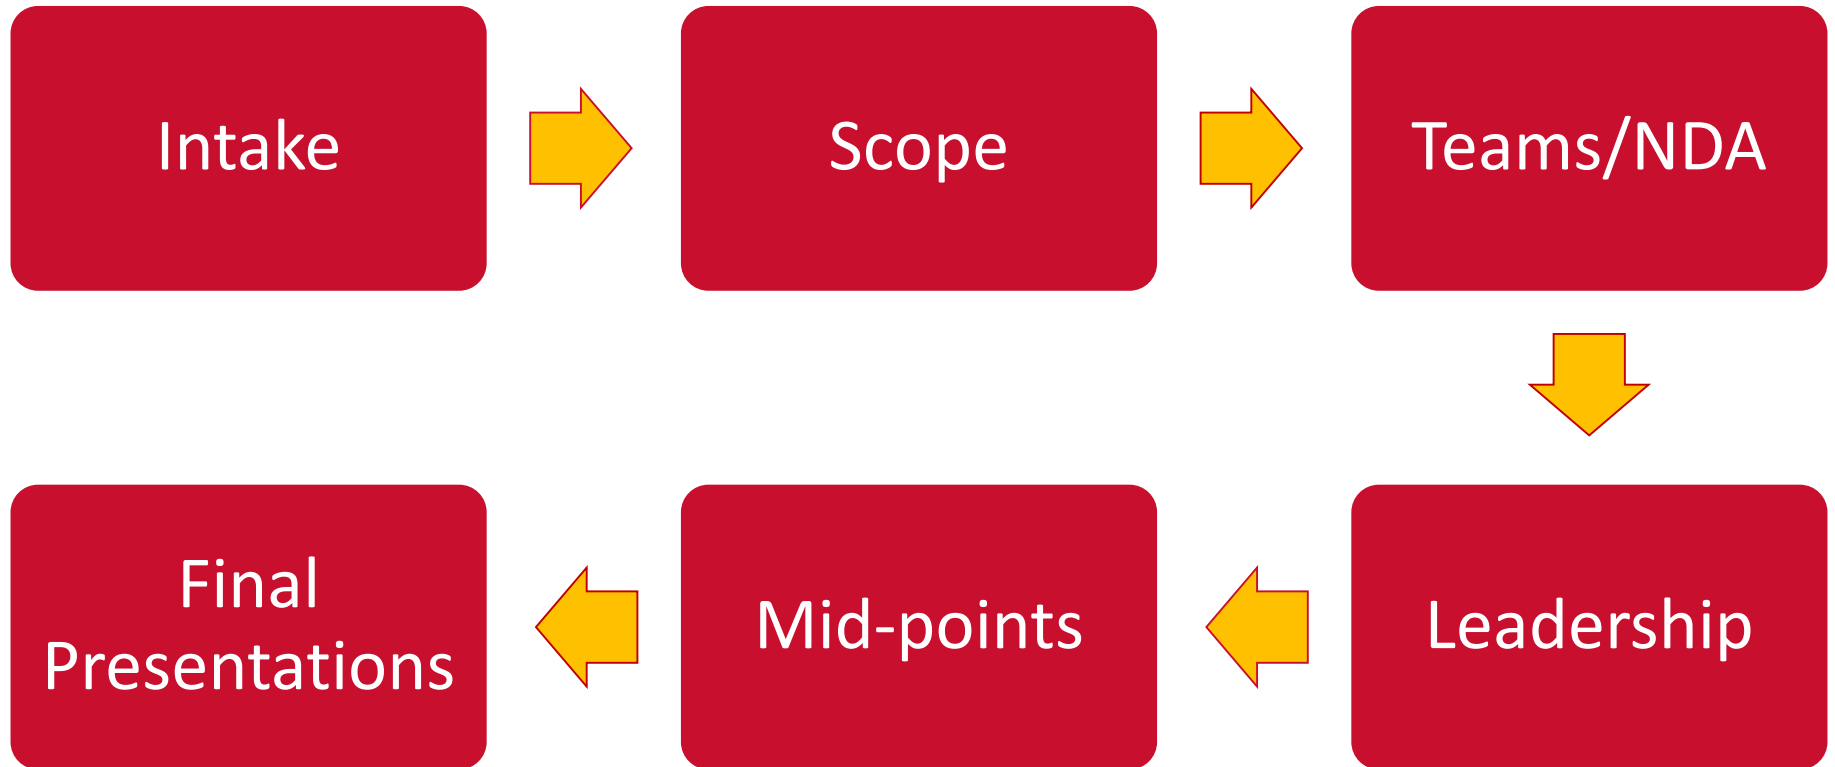 Intake
Scope
Teams/NDA
Leadership
Mid-points
Final
Presentations